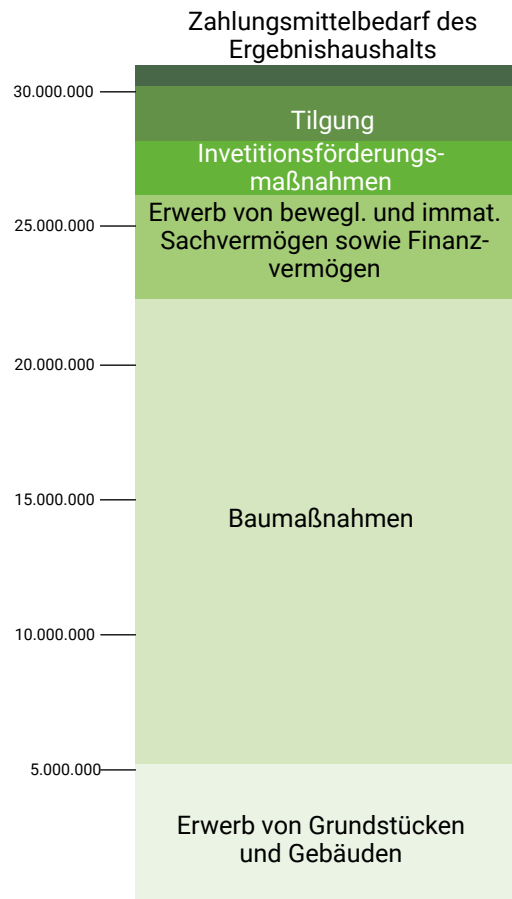 Zahlungsmittelbedarf des
Ergebnishaushalts
30.000.000
Tilgung
Invetitionsförderungs-
maßnahmen
Erwerb von bewegl. und immat.
25.000.000
Sachvermögen sowie Finanz-
vermögen
20.000.000
15.000.000
Baumaßnahmen
10.000.000
5.000.000
Erwerb von Grundstücken
und Gebäuden